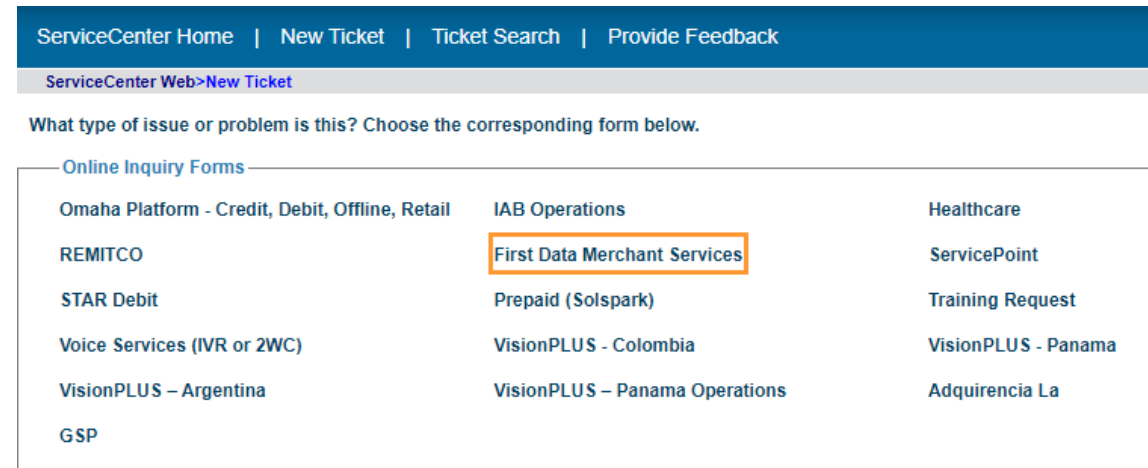 ServiceCenter Home | New Ticket | Ticket Search | Provide Feedback
ServiceCenter Web>New Ticket
What type of issue or problem is this? Choose the corresponding form below.
Online Inquiry Forms
Omaha Platform - Credit, Debit, Offline, Retail IAB Operations Healthcare
REMITCO First Data Merchant Services ServicePoint
STAR Debit Prepaid (Solspark) Training Request
Voice Services (IVR or 2WC) VisionPLUS - Colombia VisionPLUS - Panama
VisionPLUS – Argentina VisionPLUS – Panama Operations Adquirencia La
GSP